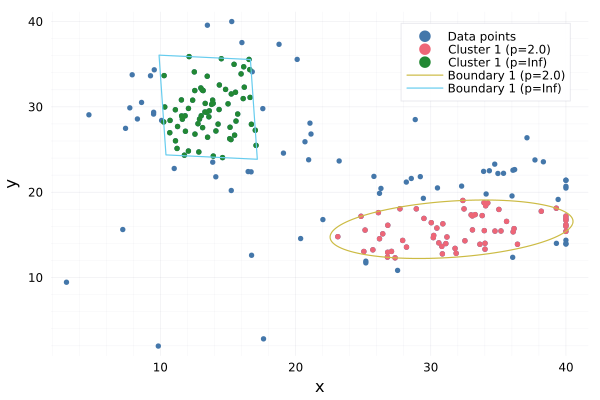 40
30
20
10
y
10
20
30
40
x
Data points
Cluster 1 (p=2.0)
Cluster 1 (p=Inf)
Boundary 1 (p=2.0)
Boundary 1 (p=Inf)